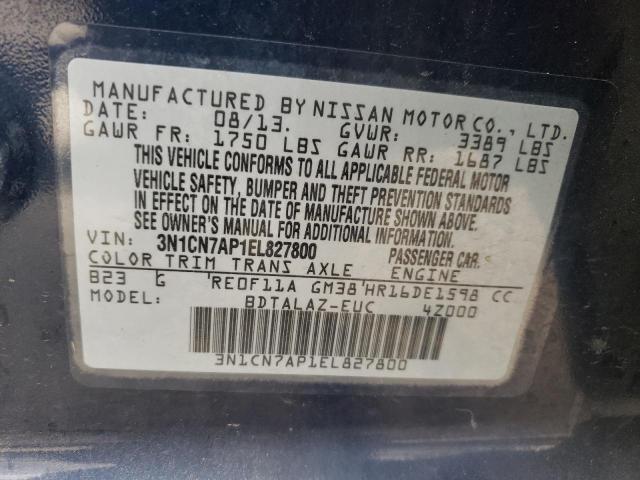 MANUFACTURED BY NISSAN MOTOR CO., LTD.
DATE: 08/13. GVWR: 3389 LBS
GAWR FR: 1750 LBS GAWR RR: 1687 LBS
THIS VEHICLE CONFORMS TO ALL APPLICABLE FEDERAL MOTOR
VEHICLE SAFETY, BUMPER AND THEFT PREVENTION STANDARDS
IN EFFECT ON THE DATE OF MANUFACTURE SHOWN ABOVE.
SEE OWNER'S MANUAL FOR ADDITIONAL INFORMATION.
VIN: 3N1CN7AP1EL827800 PASSENGER CAR.
COLOR TRIM TRANS AXLE ENGINE
B23 G RE0F11A GM38 HR16DE1598 CC
MODEL: BDTALAZ-EUC 4Z000
3N1CN7AP1EL827800